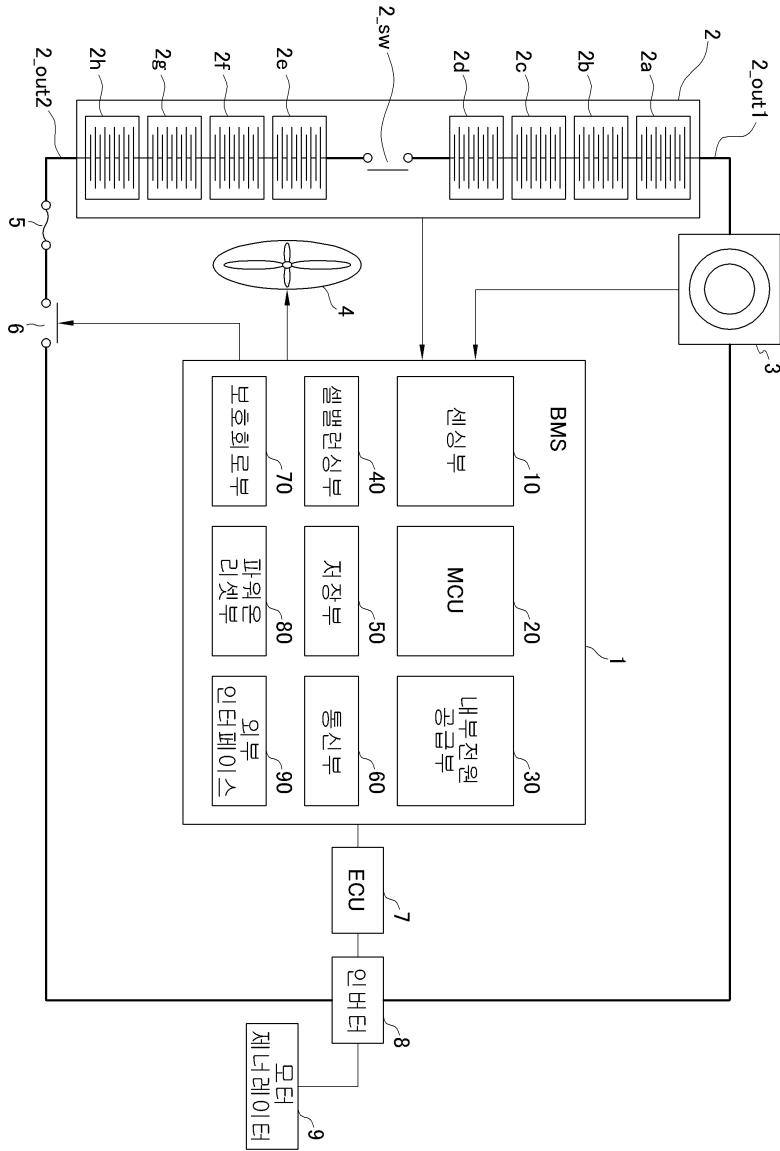 2_out1
2
2a
2b
2c
2d
2_sw
2e
2f
2g
2h
2_out2
3
4
5
6
BMS
1
센싱부
10
MCU
20
내부전원
공급부
30
셀밸런싱부
40
저장부
50
통신부
60
보호회로부
70
파워온
리셋부
80
외부
인터페이스
90
ECU
7
인버터
8
모터
제너레이터
9